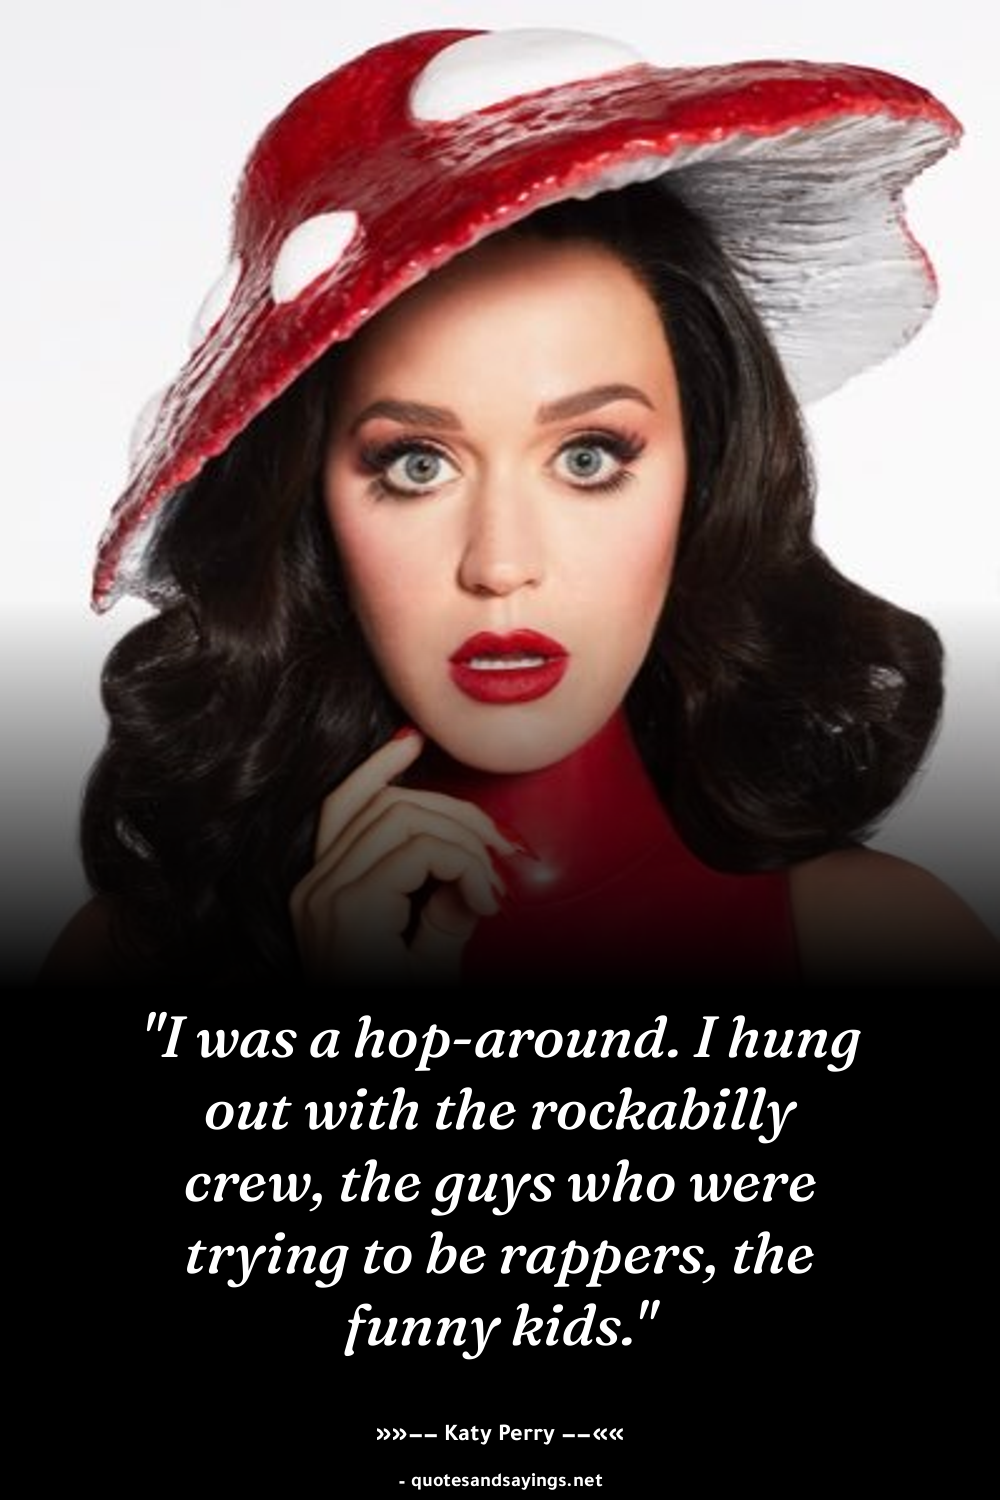 "I was a hop-around. I hung
out with the rockabilly
crew, the guys who were
trying to be rappers, the
funny kids."
»»–– Katy Perry ––««
- quotesandsayings.net